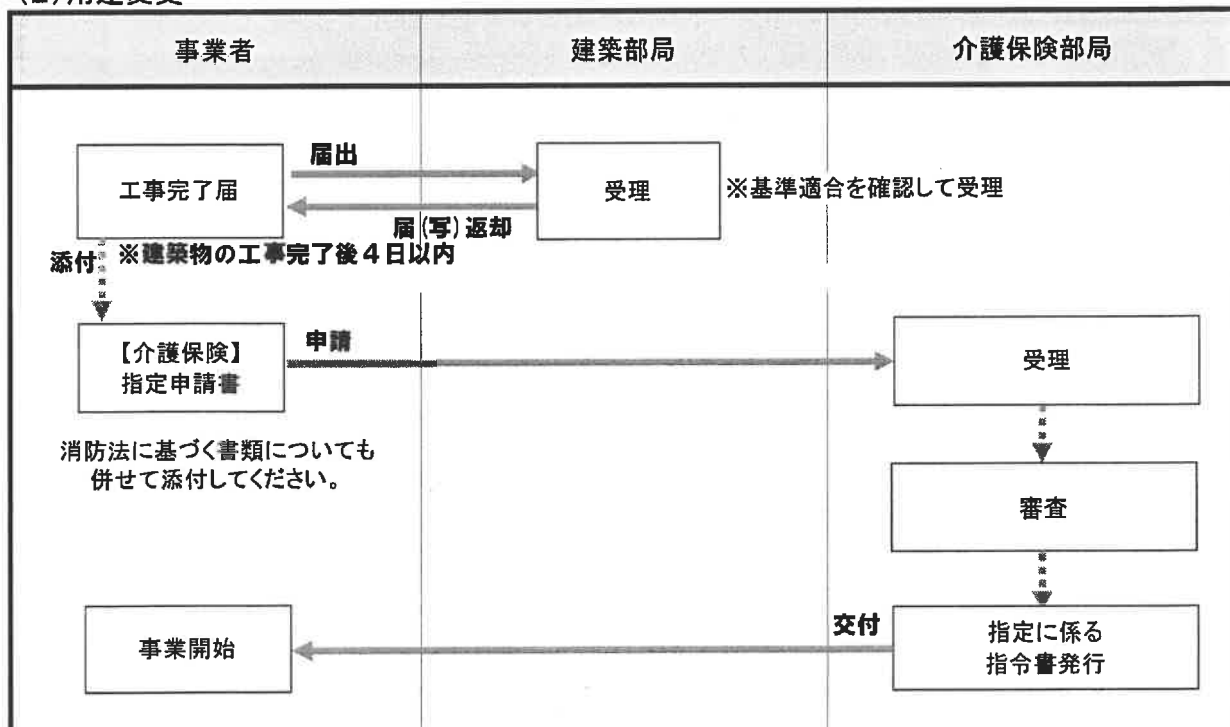 (2)用途変更
事業者
建築部局
介護保険部局
届出
工事完了届
受理
※基準適合を確認して受理
届(写)返却
※建築物の工事完了後4日以内
添付
申請
【介護保険】
指定申請書
受理
消防法に基づく書類についても
併せて添付してください。
審査
交付
事業開始
指定に係る
指令書発行